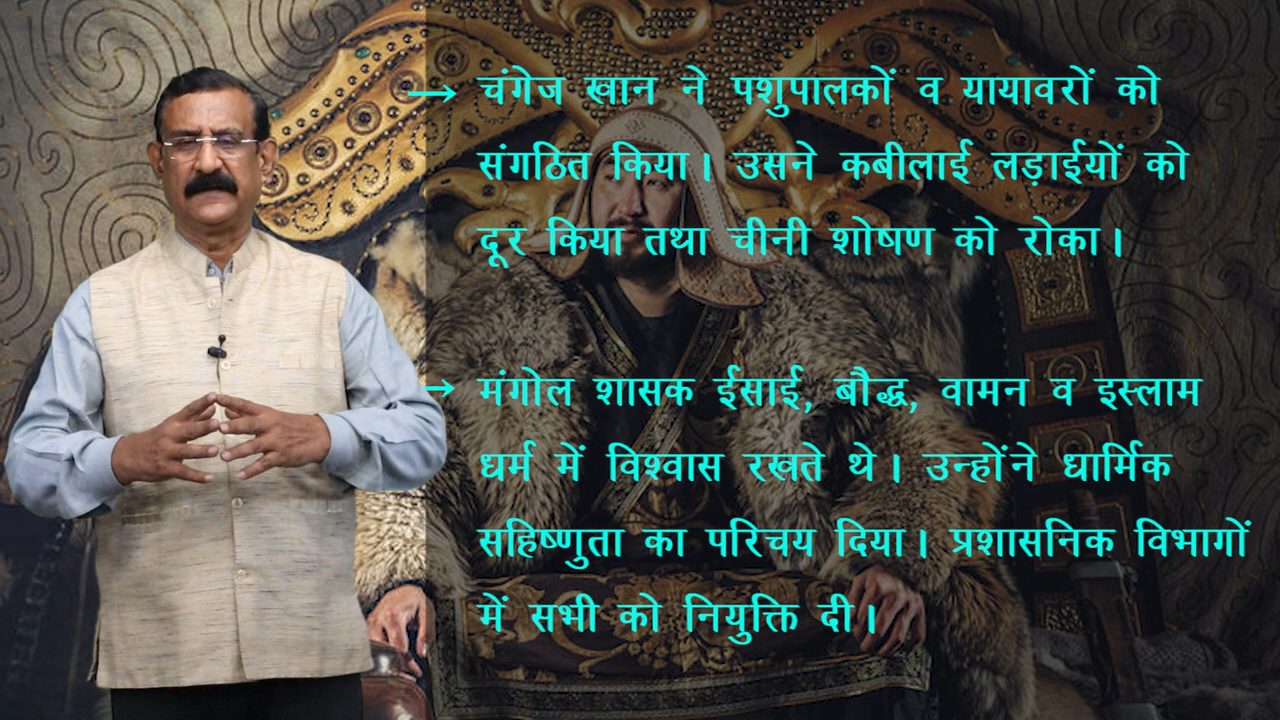 → चंगेज खान ने पशुपालकों व यायावरों को
संगठित किया। उसने कबीलाई लड़ाईयों को
दूर किया तथा चीनी शोषण को रोका।
→ मंगोल शासक ईसाई, बौद्ध, वामन व इस्लाम
धर्म में विश्वास रखते थे। उन्होंने धार्मिक
सहिष्णुता का परिचय दिया। प्रशासनिक विभागों
में सभी को नियुक्ति दी।